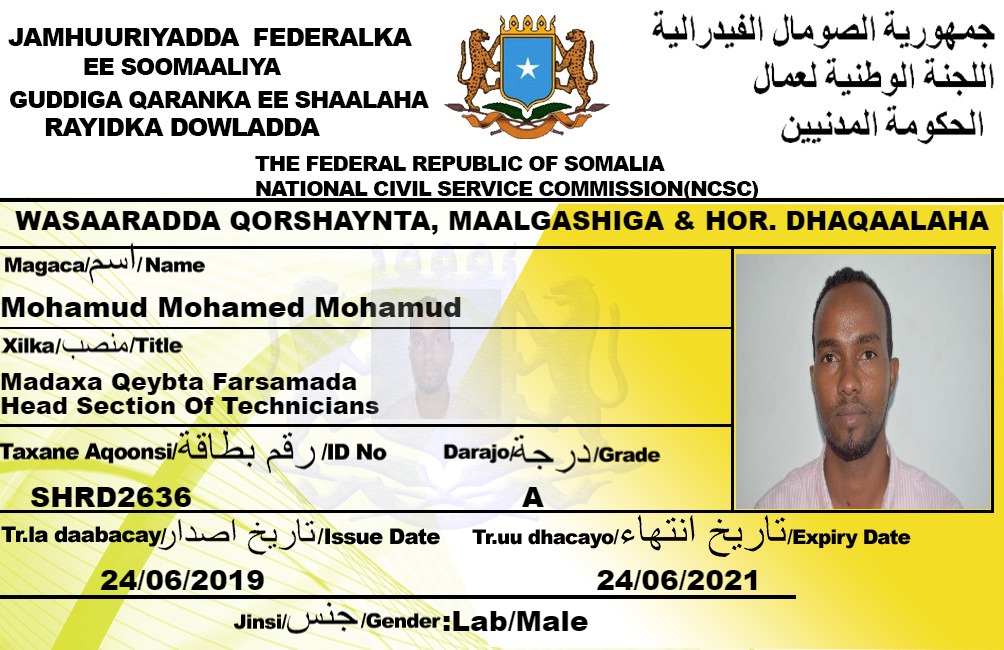 JAMHUURIYADDA FEDERALKA
EE SOOMAALIYA
GUDDIGA QARANKA EE SHAALAHA
RAYIDKA DOWLADDA
جمهورية الصومال الفيدرالية
اللجنة الوطنية لعمال
الحكومة المدنيين
THE FEDERAL REPUBLIC OF SOMALIA
NATIONAL CIVIL SERVICE COMMISSION(NCSC)
WASAARADDA QORSHAYNTA, MAALGASHIGA & HOR. DHAQAALAHA
Magaca/اسم/Name
Mohamud Mohamed Mohamud
Xilka/منصب/Title
Madaxa Qeybta Farsamada
Head Section Of Technicians
Taxane Aqoonsi/رقم بطاقة/ID No
Darajo/درجة/Grade
SHRD2636
A
Tr.la daabacay/تاريخ اصدار/Issue Date
Tr.uu dhacayo/تاريخ انتهاء/Expiry Date
24/06/2019
24/06/2021
Jinsi/جنس/Gender:Lab/Male